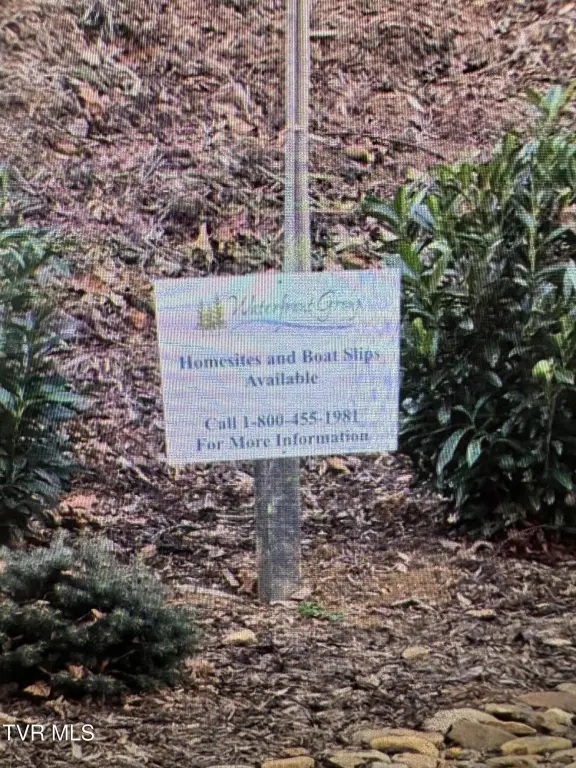 Waterfront Group
Homesites and Boat Slips
Available
Call 1-800-455-1981
For More Information
TVR MLS